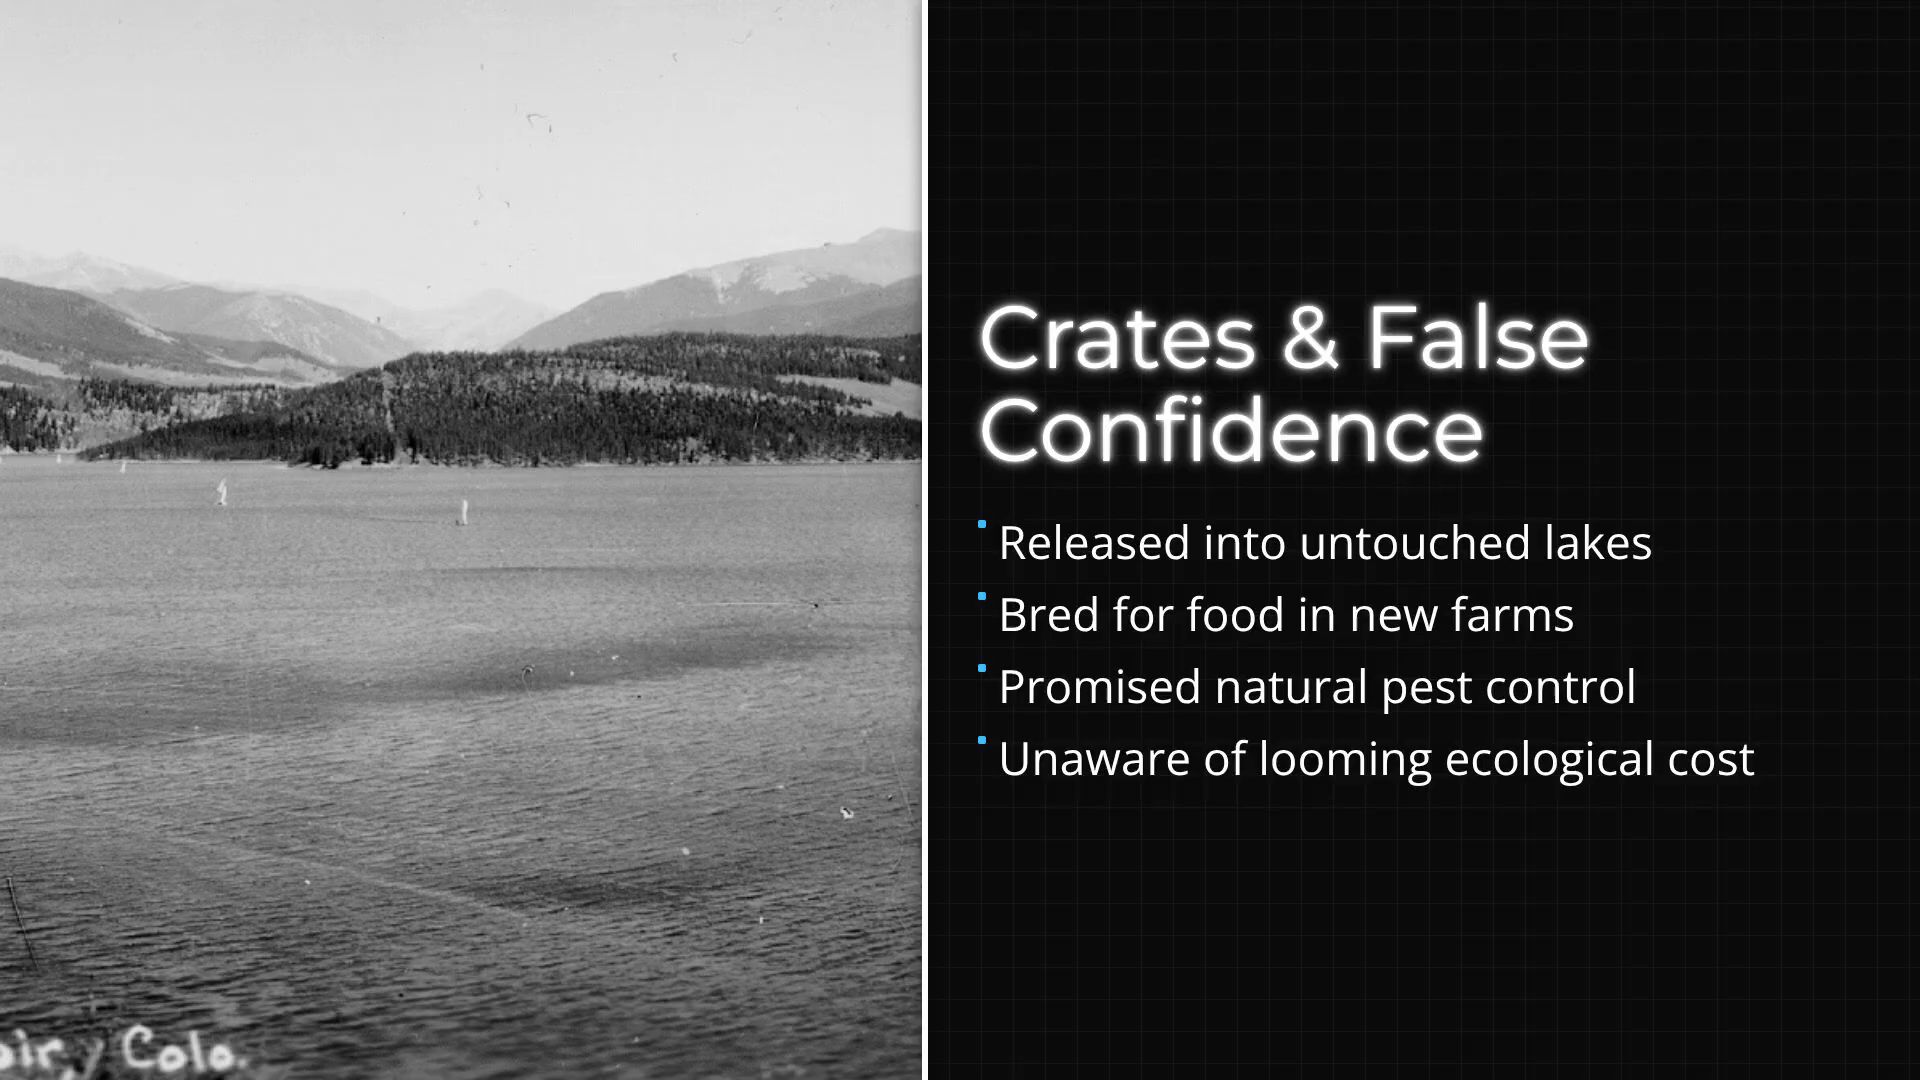 Crates & False
Confidence
Released into untouched lakes
Bred for food in new farms
Promised natural pest control
Unaware of looming ecological cost
Colo.